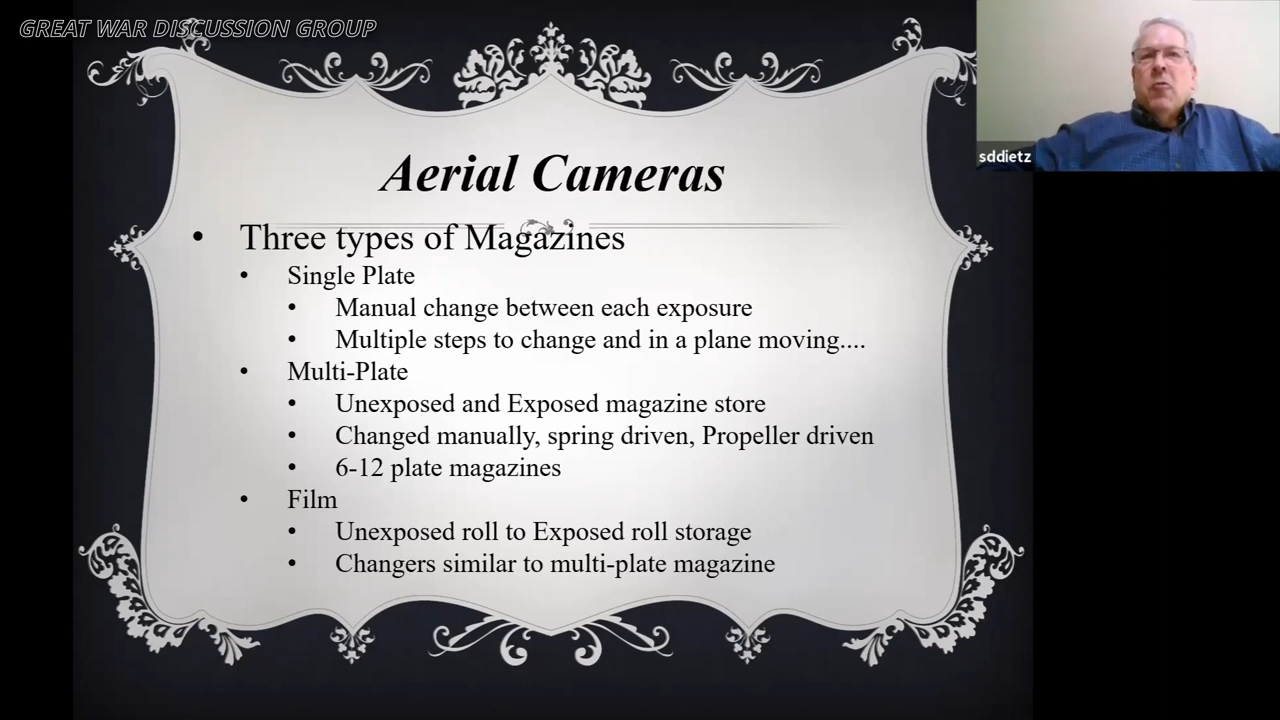 GREAT WAR DISCUSSION GROUP
sddietz
Aerial Cameras
• Three types of Magazines
• Single Plate
• Manual change between each exposure
• Multiple steps to change and in a plane moving....
• Multi-Plate
• Unexposed and Exposed magazine store
• Changed manually, spring driven, Propeller driven
• 6-12 plate magazines
• Film
• Unexposed roll to Exposed roll storage
• Changers similar to multi-plate magazine